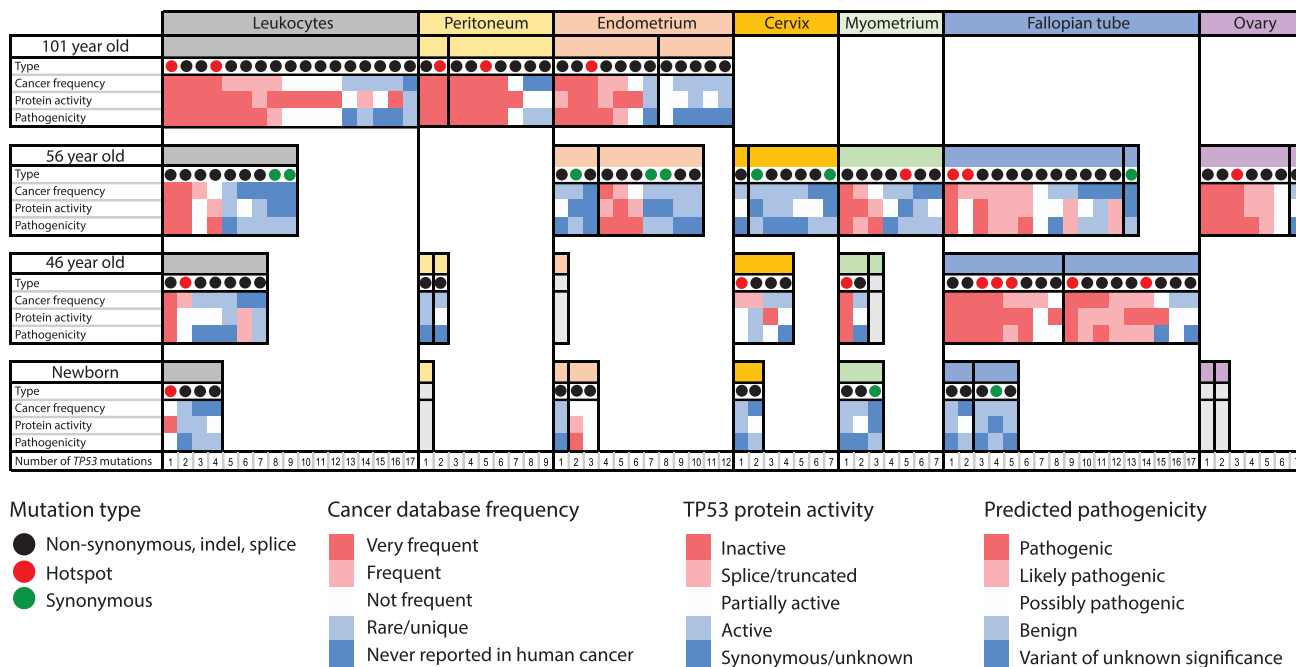 Leukocytes Peritoneum Endometrium Cervix Myometrium Fallopian tube Ovary
101 year old
Type
Cancer frequency
Protein activity
Pathogenicity
56 year old
Type
Cancer frequency
Protein activity
Pathogenicity
46 year old
Type
Cancer frequency
Protein activity
Pathogenicity
Newborn
Type
Cancer frequency
Protein activity
Pathogenicity
Number of TP53 mutations 1 2 3 4 5 6 7 8 9 10 11 12 13 14 15 16 17 1 2 3 4 5 6 7 8 9 1 2 3 4 5 6 7 8 9 10 11 12 1 2 3 4 5 6 7 1 2 3 4 5 6 7 1 2 3 4 5 6 7 8 9 10 11 12 13 14 15 16 17 1 2 3 4 5 6
Mutation type
Non-synonymous, indel, splice
Hotspot
Synonymous
Cancer database frequency
Very frequent
Frequent
Not frequent
Rare/unique
Never reported in human cancer
TP53 protein activity
Inactive
Splice/truncated
Partially active
Active
Synonymous/unknown
Predicted pathogenicity
Pathogenic
Likely pathogenic
Possibly pathogenic
Benign
Variant of unknown significance